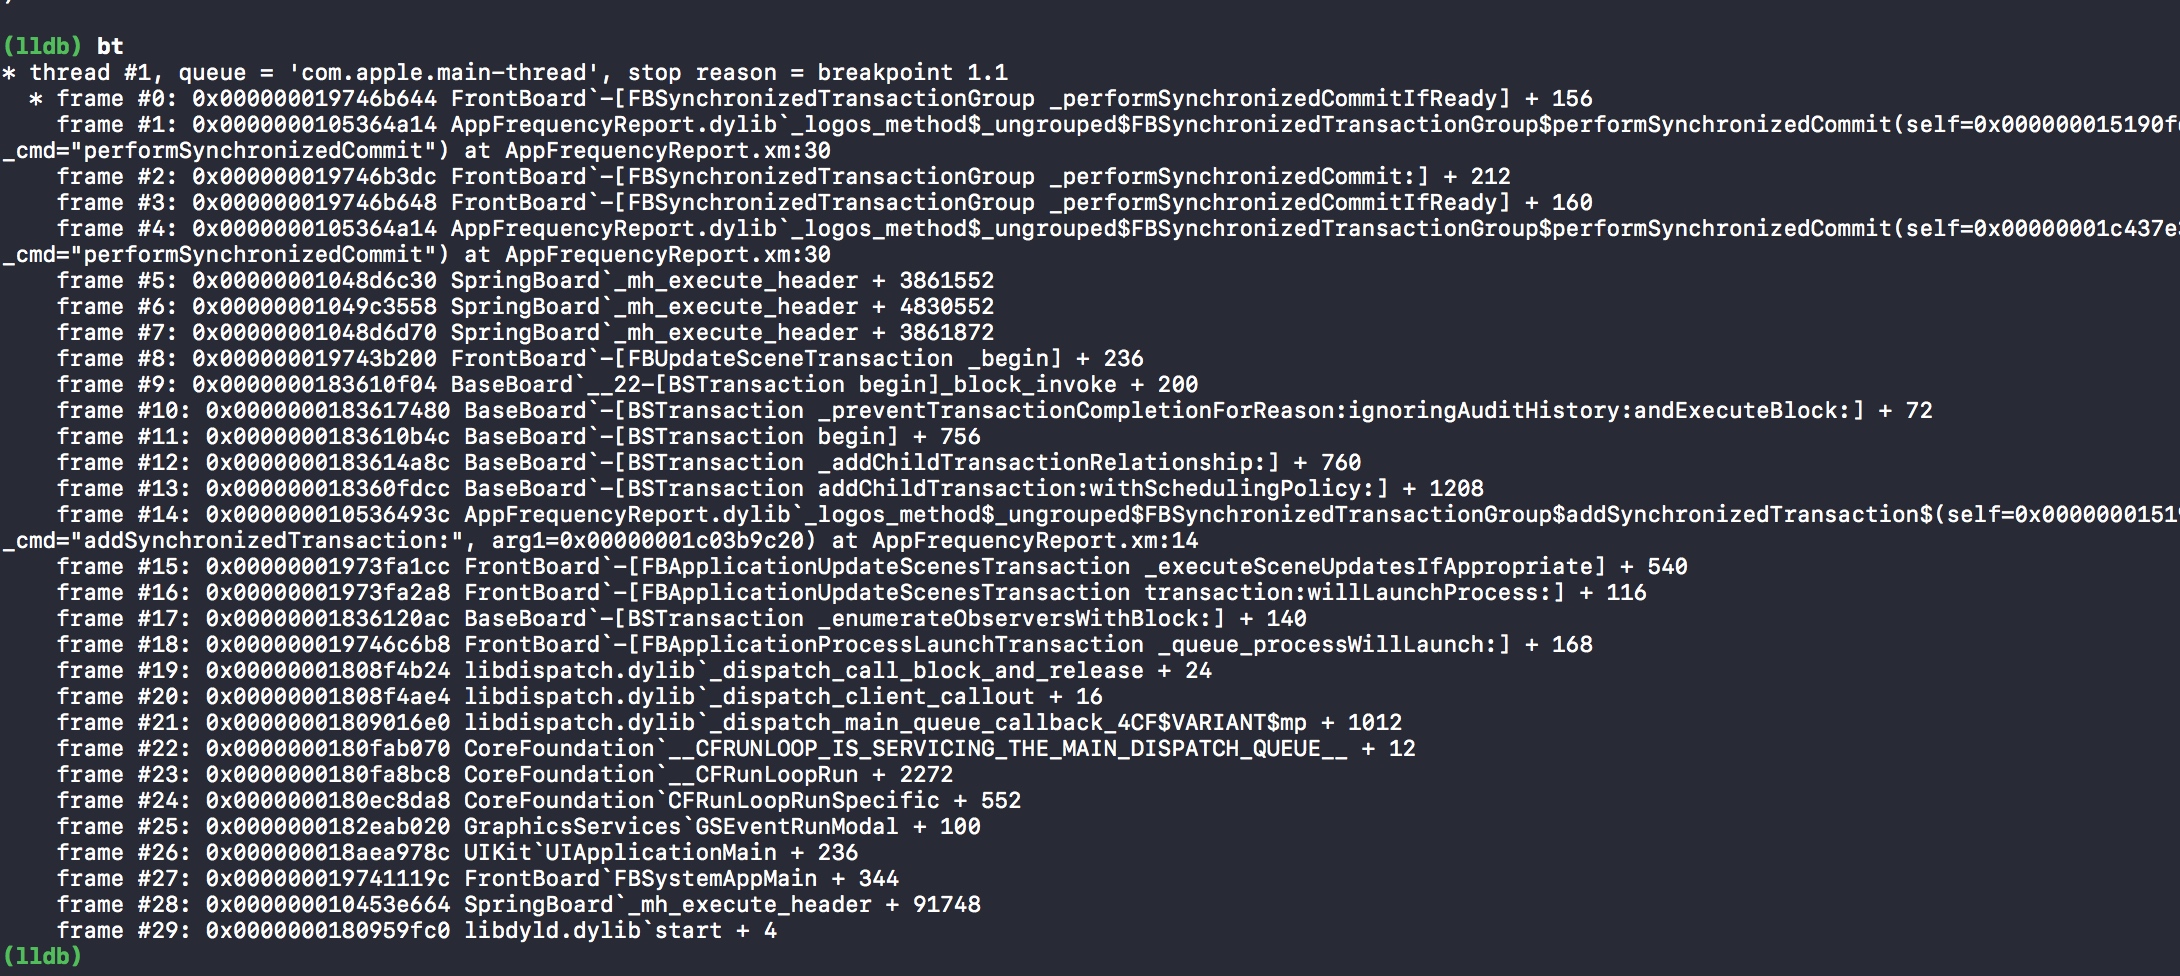 (lldb) bt
* thread #1, queue = 'com.apple.main-thread', stop reason = breakpoint 1.1
  * frame #0: 0x000000019746b644 FrontBoard`-[FBSynchronizedTransactionGroup _performSynchronizedCommitIfReady] + 156
    frame #1: 0x0000000105364a14 AppFrequencyReport.dylib`_logos_method$_ungrouped$FBSynchronizedTransactionGroup$performSynchronizedCommit(self=0x000000015190f
_cmd="performSynchronizedCommit") at AppFrequencyReport.xm:30
    frame #2: 0x000000019746b3dc FrontBoard`-[FBSynchronizedTransactionGroup _performSynchronizedCommit:] + 212
    frame #3: 0x000000019746b648 FrontBoard`-[FBSynchronizedTransactionGroup _performSynchronizedCommitIfReady] + 160
    frame #4: 0x0000000105364a14 AppFrequencyReport.dylib`_logos_method$_ungrouped$FBSynchronizedTransactionGroup$performSynchronizedCommit(self=0x00000001c437e
_cmd="performSynchronizedCommit") at AppFrequencyReport.xm:30
    frame #5: 0x00000001048d6c30 SpringBoard`_mh_execute_header + 3861552
    frame #6: 0x00000001049c3558 SpringBoard`_mh_execute_header + 4830552
    frame #7: 0x00000001048d6d70 SpringBoard`_mh_execute_header + 3861872
    frame #8: 0x000000019743b200 FrontBoard`-[FBUpdateSceneTransaction _begin] + 236
    frame #9: 0x0000000183610f04 BaseBoard`__22-[BSTransaction begin]_block_invoke + 200
    frame #10: 0x0000000183617480 BaseBoard`-[BSTransaction _preventTransactionCompletionForReason:ignoringAuditHistory:andExecuteBlock:] + 72
    frame #11: 0x0000000183610b4c BaseBoard`-[BSTransaction begin] + 756
    frame #12: 0x0000000183614a8c BaseBoard`-[BSTransaction _addChildTransactionRelationship:] + 760
    frame #13: 0x000000018360fdcc BaseBoard`-[BSTransaction addChildTransaction:withSchedulingPolicy:] + 1208
    frame #14: 0x000000010536493c AppFrequencyReport.dylib`_logos_method$_ungrouped$FBSynchronizedTransactionGroup$addSynchronizedTransaction$(self=0x0000000151
_cmd="addSynchronizedTransaction:", arg1=0x00000001c03b9c20) at AppFrequencyReport.xm:14
    frame #15: 0x00000001973fa1cc FrontBoard`-[FBApplicationUpdateScenesTransaction _executeSceneUpdatesIfAppropriate] + 540
    frame #16: 0x00000001973fa2a8 FrontBoard`-[FBApplicationUpdateScenesTransaction transaction:willLaunchProcess:] + 116
    frame #17: 0x00000001836120ac BaseBoard`-[BSTransaction _enumerateObserversWithBlock:] + 140
    frame #18: 0x000000019746c6b8 FrontBoard`-[FBApplicationProcessLaunchTransaction _queue_processWillLaunch:] + 168
    frame #19: 0x00000001808f4b24 libdispatch.dylib`_dispatch_call_block_and_release + 24
    frame #20: 0x00000001808f4ae4 libdispatch.dylib`_dispatch_client_callout + 16
    frame #21: 0x00000001809016e0 libdispatch.dylib`_dispatch_main_queue_callback_4CF$VARIANT$mp + 1012
    frame #22: 0x0000000180fab070 CoreFoundation`__CFRUNLOOP_IS_SERVICING_THE_MAIN_DISPATCH_QUEUE__ + 12
    frame #23: 0x0000000180fa8bc8 CoreFoundation`__CFRunLoopRun + 2272
    frame #24: 0x0000000180ec8da8 CoreFoundation`CFRunLoopRunSpecific + 552
    frame #25: 0x0000000182eab020 GraphicsServices`GSEventRunModal + 100
    frame #26: 0x000000018aea978c UIKit`UIApplicationMain + 236
    frame #27: 0x000000019741119c FrontBoard`FBSystemAppMain + 344
    frame #28: 0x000000010453e664 SpringBoard`_mh_execute_header + 91748
    frame #29: 0x0000000180959fc0 libdyld.dylib`start + 4
(lldb)